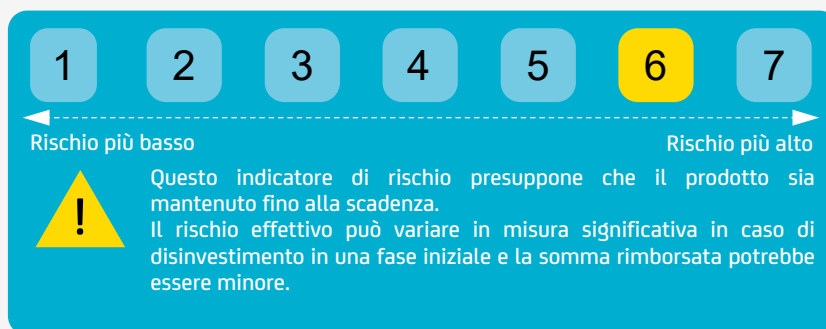 1 2 3 4 5 6 7
Rischio più basso Rischio più alto
!
Questo indicatore di rischio presuppone che il prodotto sia
mantenuto fino alla scadenza.
Il rischio effettivo può variare in misura significativa in caso di
disinvestimento in una fase iniziale e la somma rimborsata potrebbe
essere minore.